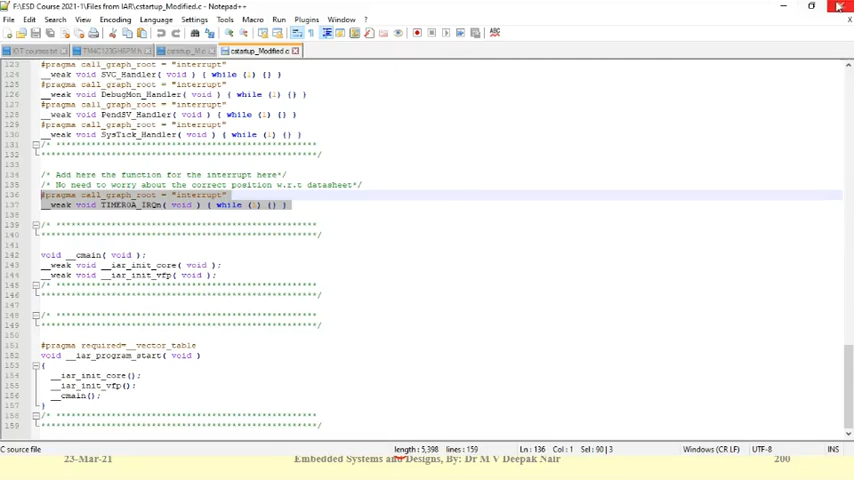 F:\ESD Course 2021-1\Files from IAR\cstartup_Modified.c - Notepad++
File Edit Search View Encoding Language Settings Tools Macro Run Plugins Window ?
IOT courses.txt TM4C123GH6PM.h cstartup_M.c cstartup_Modified.c
123 #pragma call_graph_root = "interrupt"
124 __weak void SVC_Handler( void ) { while (1) {} }
125 #pragma call_graph_root = "interrupt"
126 __weak void DebugMon_Handler( void ) { while (1) {} }
127 #pragma call_graph_root = "interrupt"
128 __weak void PendSV_Handler( void ) { while (1) {} }
129 #pragma call_graph_root = "interrupt"
130 __weak void SysTick_Handler( void ) { while (1) {} }
131 /* ****************************************************
132 ******************************************************/
133
134 /* Add here the function for the interrupt here*/
135 /* No need to worry about the correct position w.r.t datasheet*/
136 #pragma call_graph_root = "interrupt"
137 __weak void TIMER0A_IRQn( void ) { while (1) {} }
138
139 /* ****************************************************
140 ******************************************************/
141
142 void __cmain( void );
143 __weak void __iar_init_core( void );
144 __weak void __iar_init_vfp( void );
145 /* ****************************************************
146 ******************************************************/
147
148 /* ****************************************************
149 ******************************************************/
150
151 #pragma required=__vector_table
152 void __iar_program_start( void )
153 {
154 __iar_init_core();
155 __iar_init_vfp();
156 __cmain();
157 }
158 /* ****************************************************
159 ******************************************************/
C source file length : 5,398 lines : 159 Ln : 136 Col : 1 Sel : 90 | 3 Windows (CR LF) UTF-8 INS
23-Mar-21 Embedded Systems and Designs, By: Dr M V Deepak Nair 200